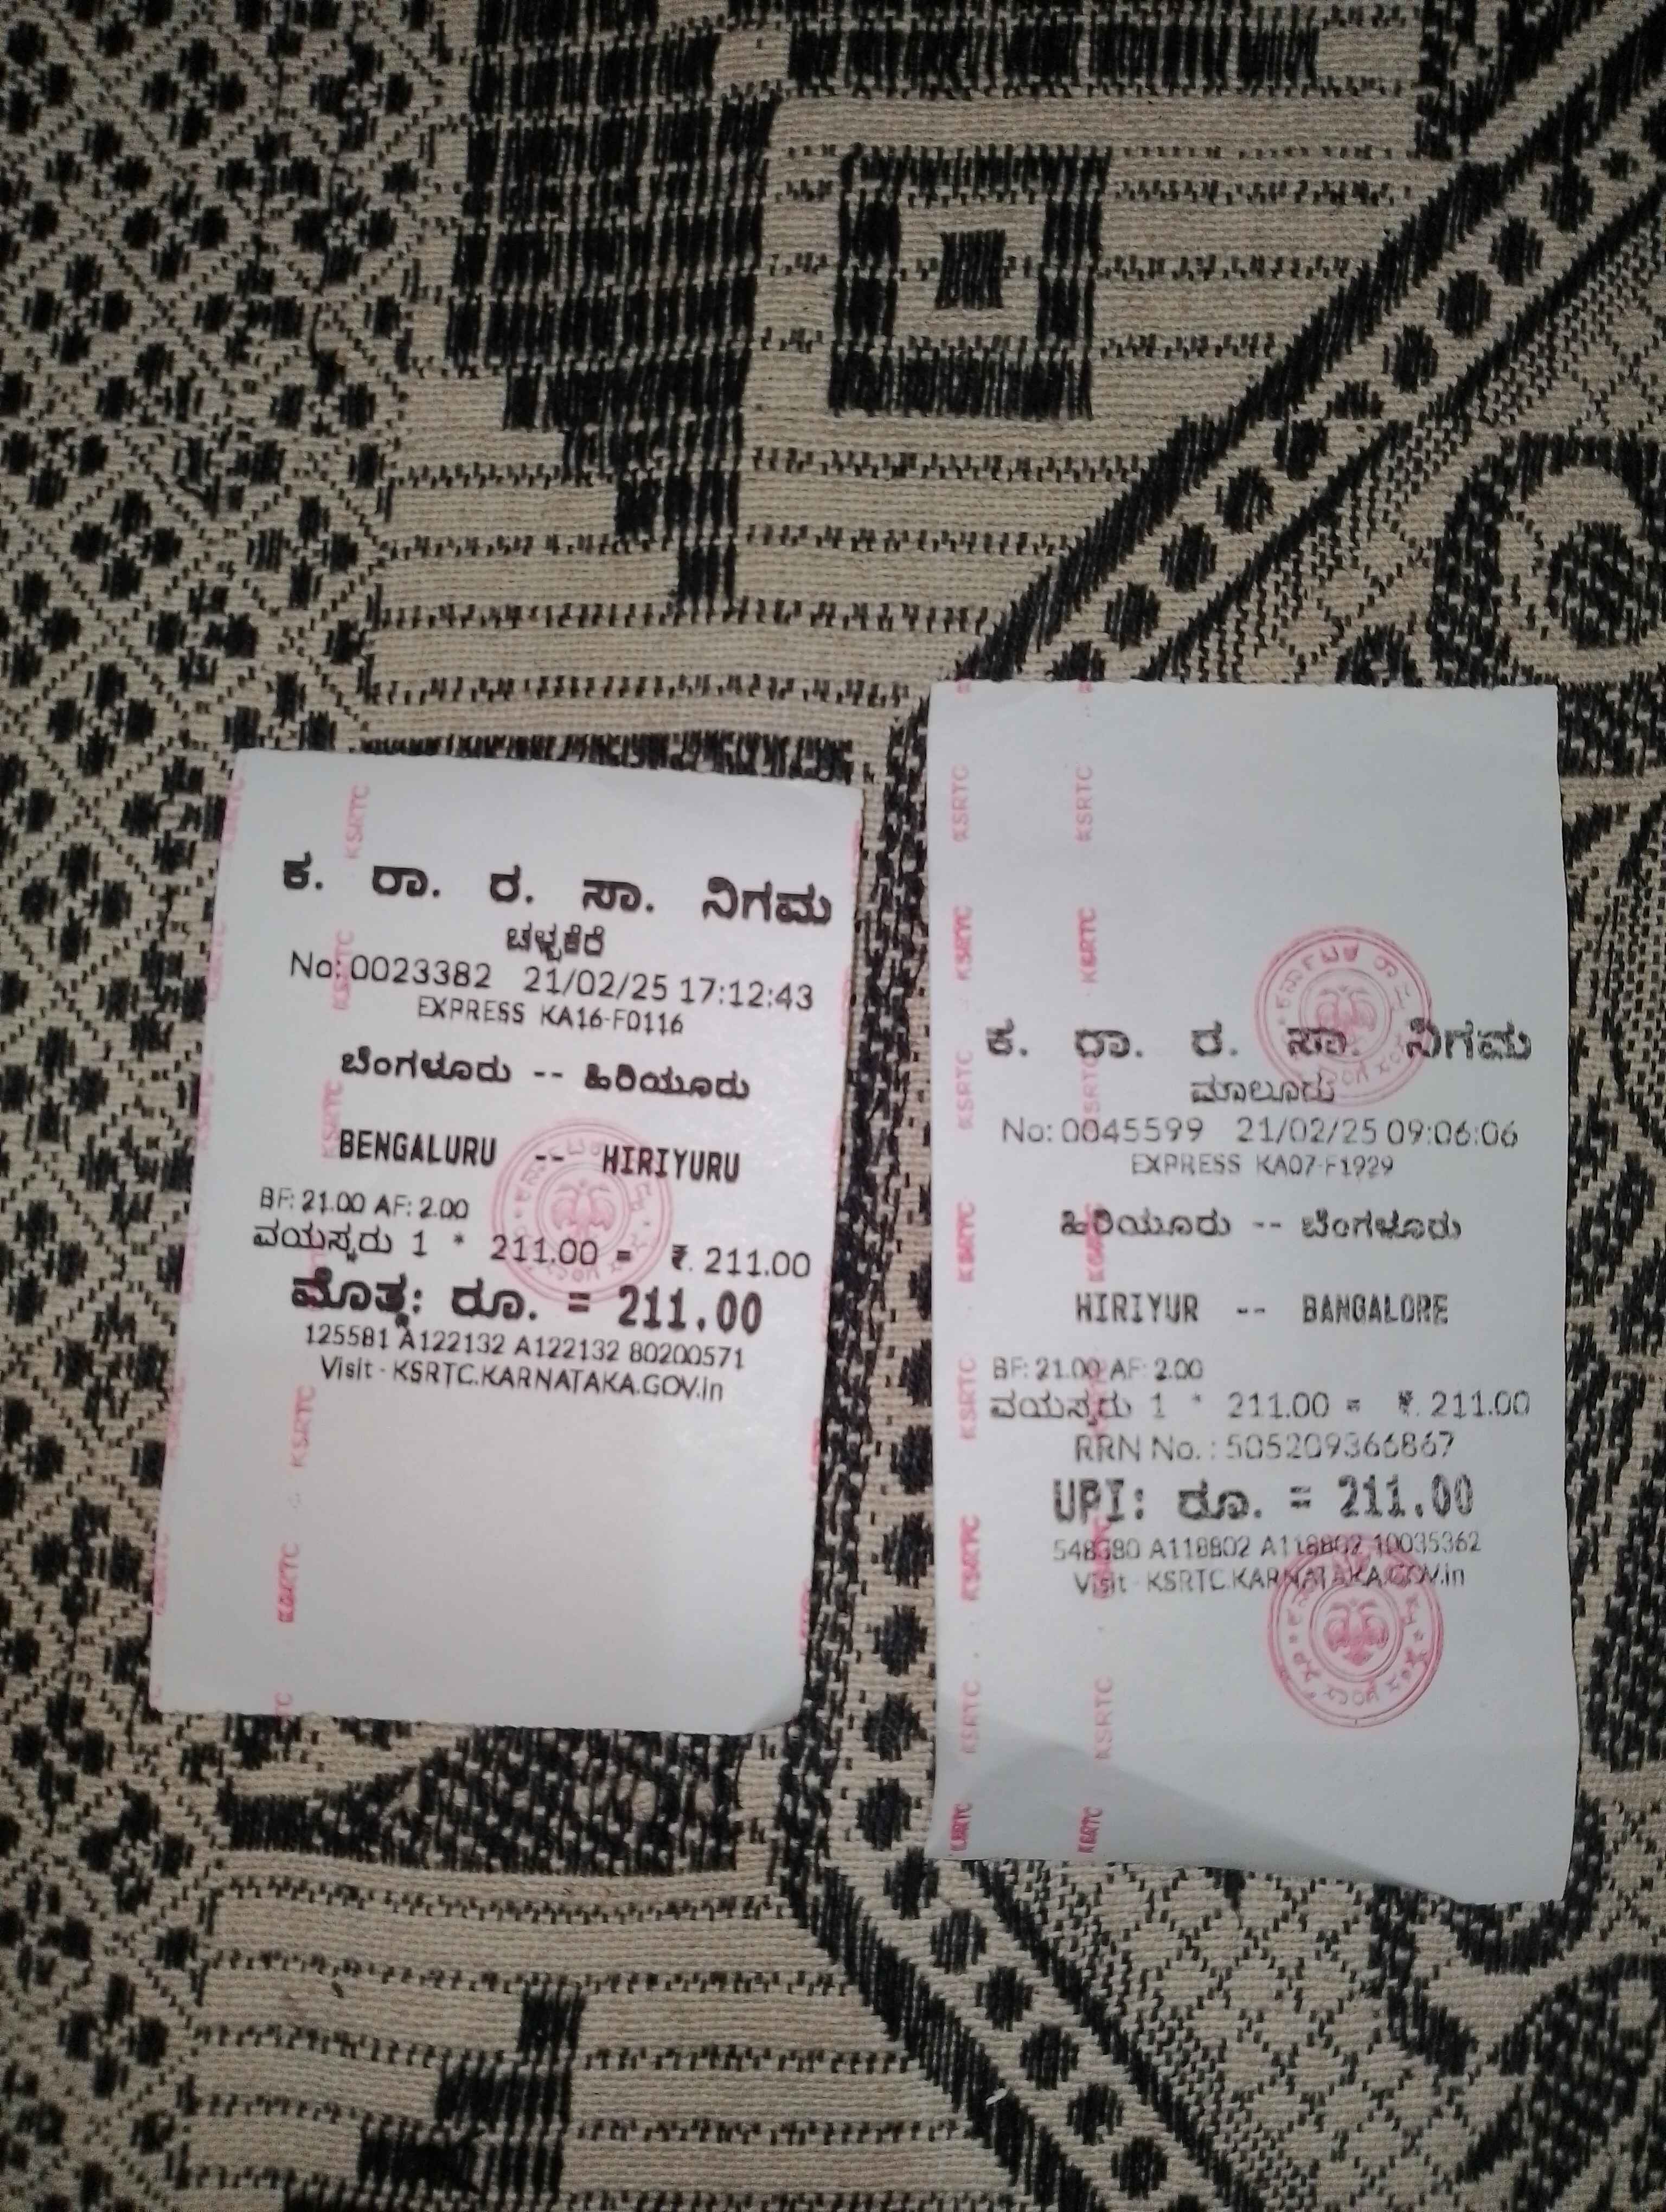 ಕ. ರಾ. ರ. ಸಾ. ನಿಗಮ
ಚಳ್ಳಕೆರೆ
No: 0023382 21/02/25 17:12:43
EXPRESS KA16-F0116
ಬೆಂಗಳೂರು -- ಹಿರಿಯೂರು
BENGALURU -- HIRIYURU
BF: 21.00 AF: 2.00
ವಯಸ್ಕರು 1 * 211.00 = ₹. 211.00
ಮೊತ್ತ: ರೂ. = 211.00
125581 A122132 A122132 80200571
Visit - KSRTC.KARNATAKA.GOV.in
KSRTC
ಕ. ರಾ. ರ. ಸಾ. ನಿಗಮ
ಮಾಲೂರು
No: 0045599 21/02/25 09:06:06
EXPRESS KA07-F1929
ಹಿರಿಯೂರು -- ಬೆಂಗಳೂರು
HIRIYUR -- BANGALORE
BF: 21.00 AF: 2.00
ವಯಸ್ಕರು 1 * 211.00 = ₹. 211.00
RRN No. : 505209366867
UPI: ರೂ. = 211.00
548380 A118802 A118802 10035362
Visit - KSRTC.KARNATAKA.GOV.in
KSRTC